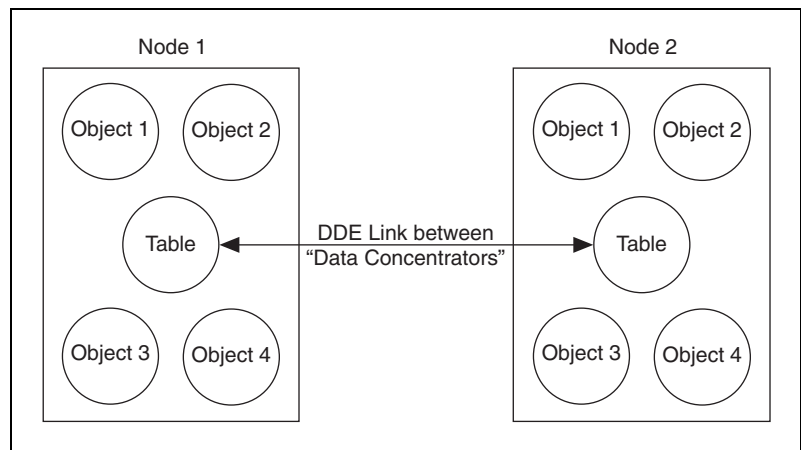 Node 1
Node 2
Object 1
Object 2
Object 1
Object 2
Table
DDE Link between
“Data Concentrators”
Table
Object 3
Object 4
Object 3
Object 4